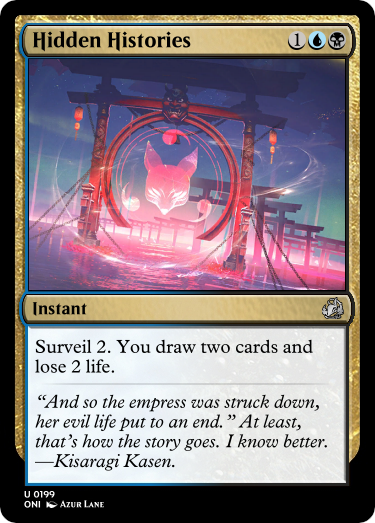 Hidden Histories 1
Instant
Surveil 2. You draw two cards and
lose 2 life.
“And so the empress was struck down,
her evil life put to an end.” At least,
that’s how the story goes. I know better.
—Kisaragi Kasen.
U 0199
ONI AZUR LANE